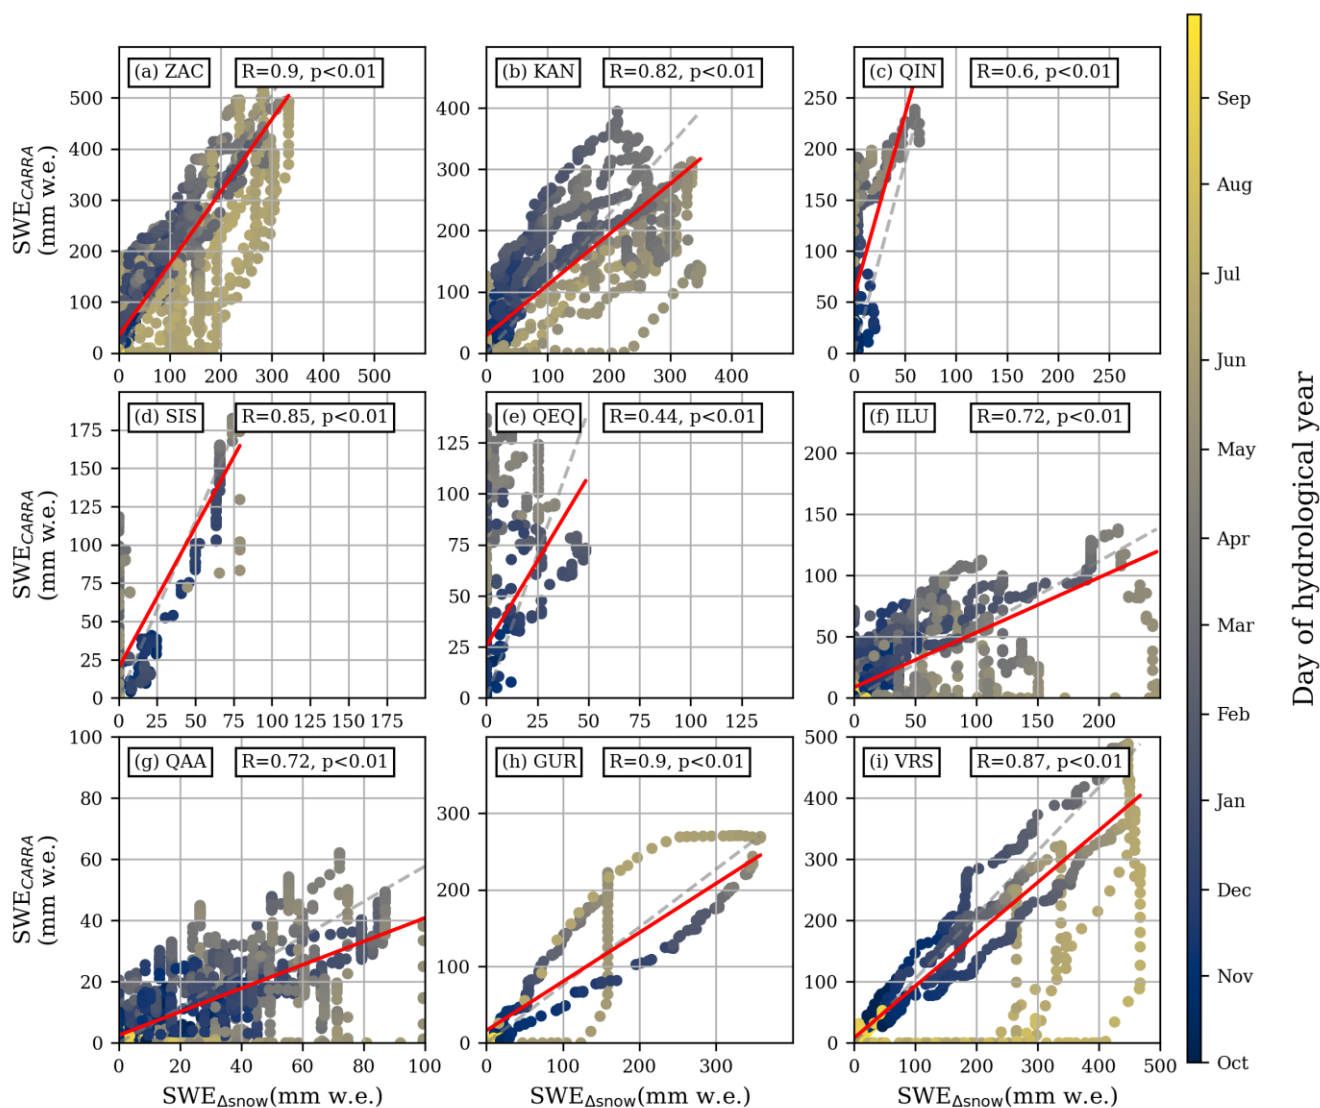 (a) ZAC R=0.9, p<0.01
(b) KAN R=0.82, p<0.01
(c) QIN R=0.6, p<0.01
SWE_CARRA
(mm w.e.)
500
400
300
200
100
0
0 100 200 300 400 500
400
300
200
100
0
0 100 200 300 400
250
200
150
100
50
0
0 50 100 150 200 250
(d) SIS R=0.85, p<0.01
(e) QEQ R=0.44, p<0.01
(f) ILU R=0.72, p<0.01
SWE_CARRA
(mm w.e.)
175
150
125
100
75
50
25
0
0 25 50 75 100 125 150 175
125
100
75
50
25
0
0 25 50 75 100 125
200
150
100
50
0
0 50 100 150 200
(g) QAA R=0.72, p<0.01
(h) GUR R=0.9, p<0.01
(i) VRS R=0.87, p<0.01
SWE_CARRA
(mm w.e.)
100
80
60
40
20
0
0 20 40 60 80 100
300
200
100
0
0 100 200 300
500
400
300
200
100
0
0 100 200 300 400 500
SWE_Δsnow(mm w.e.)
SWE_Δsnow(mm w.e.)
SWE_Δsnow(mm w.e.)
Sep
Aug
Jul
Jun
May
Apr
Mar
Feb
Jan
Dec
Nov
Oct
Day of hydrological year